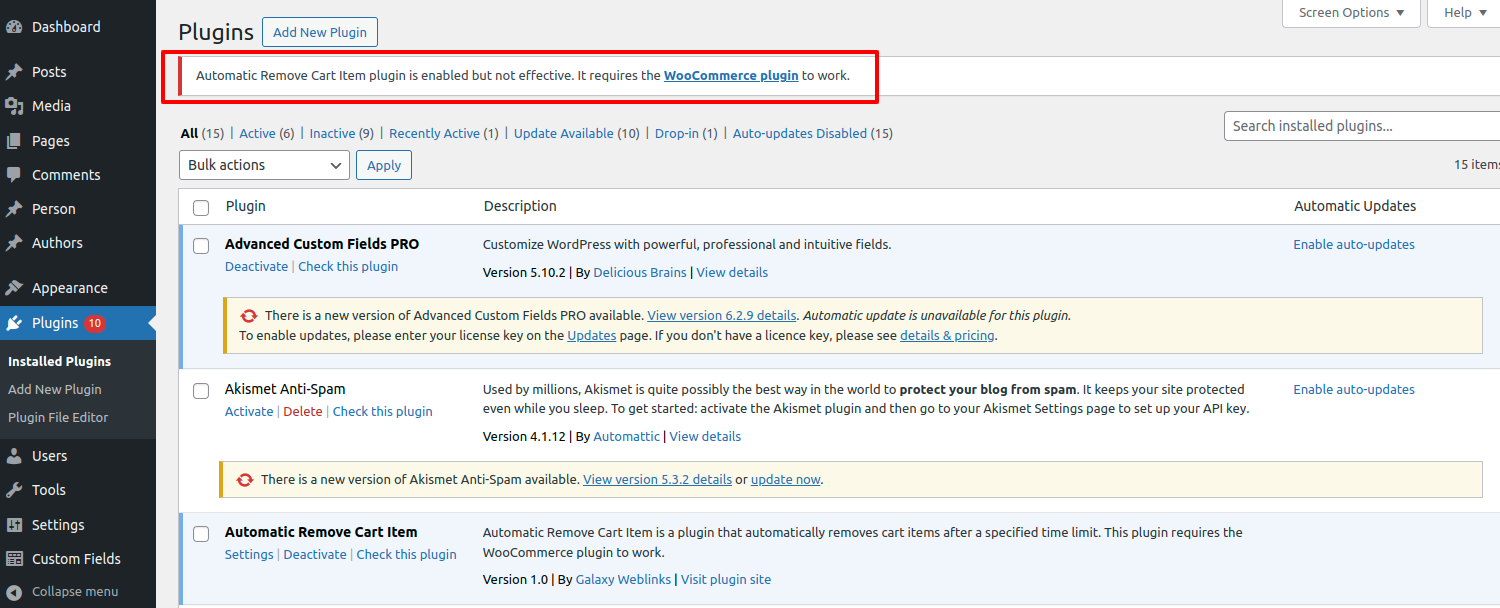 Dashboard
Posts
Media
Pages
Comments
Person
Authors
Appearance
Plugins 10
Installed Plugins
Add New Plugin
Plugin File Editor
Users
Tools
Settings
Custom Fields
Collapse menu
Screen Options
Help
Plugins Add New Plugin
Automatic Remove Cart Item plugin is enabled but not effective. It requires the WooCommerce plugin to work.
All (15) | Active (6) | Inactive (9) | Recently Active (1) | Update Available (10) | Drop-in (1) | Auto-updates Disabled (15)
Search installed plugins...
Bulk actions Apply
15 items
Plugin Description Automatic Updates
Advanced Custom Fields PRO
Deactivate | Check this plugin
Customize WordPress with powerful, professional and intuitive fields.
Version 5.10.2 | By Delicious Brains | View details
Enable auto-updates
There is a new version of Advanced Custom Fields PRO available. View version 6.2.9 details. Automatic update is unavailable for this plugin.
To enable updates, please enter your license key on the Updates page. If you don't have a licence key, please see details & pricing.
Akismet Anti-Spam
Activate | Delete | Check this plugin
Used by millions, Akismet is quite possibly the best way in the world to protect your blog from spam. It keeps your site protected
even while you sleep. To get started: activate the Akismet plugin and then go to your Akismet Settings page to set up your API key.
Version 4.1.12 | By Automattic | View details
Enable auto-updates
There is a new version of Akismet Anti-Spam available. View version 5.3.2 details or update now.
Automatic Remove Cart Item
Settings | Deactivate | Check this plugin
Automatic Remove Cart Item is a plugin that automatically removes cart items after a specified time limit. This plugin requires the
WooCommerce plugin to work.
Version 1.0 | By Galaxy Weblinks | Visit plugin site